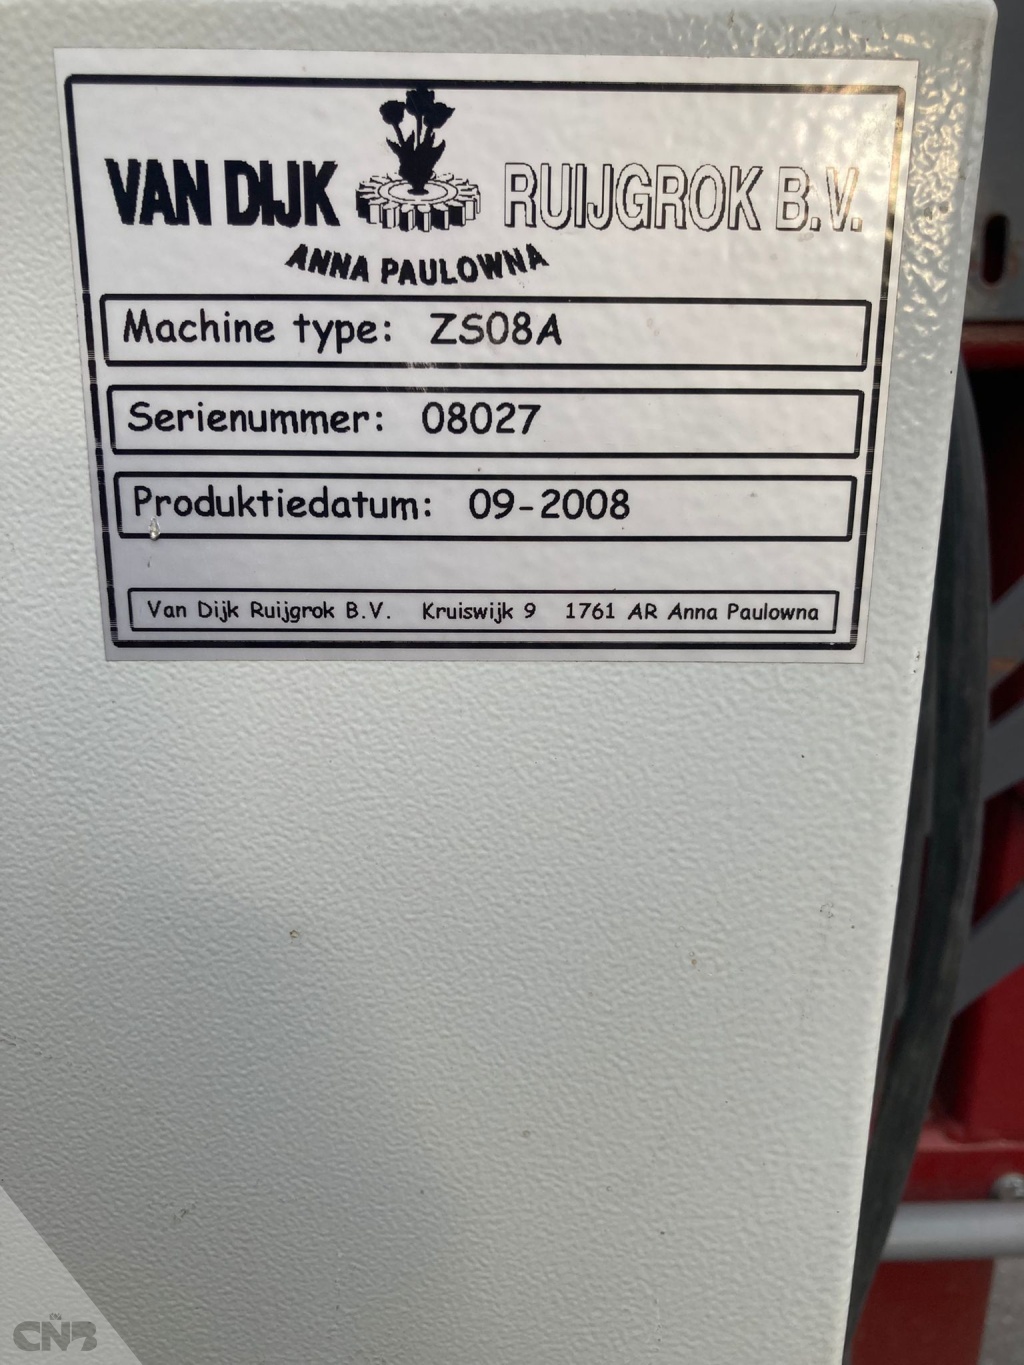 VAN DIJK RUIJGROK B.V.
ANNA PAULOWNA
Machine type: ZS08A
Serienummer: 08027
Produktiedatum: 09-2008
Van Dijk Ruijgrok B.V. Kruiswijk 9 1761 AR Anna Paulowna
CNB